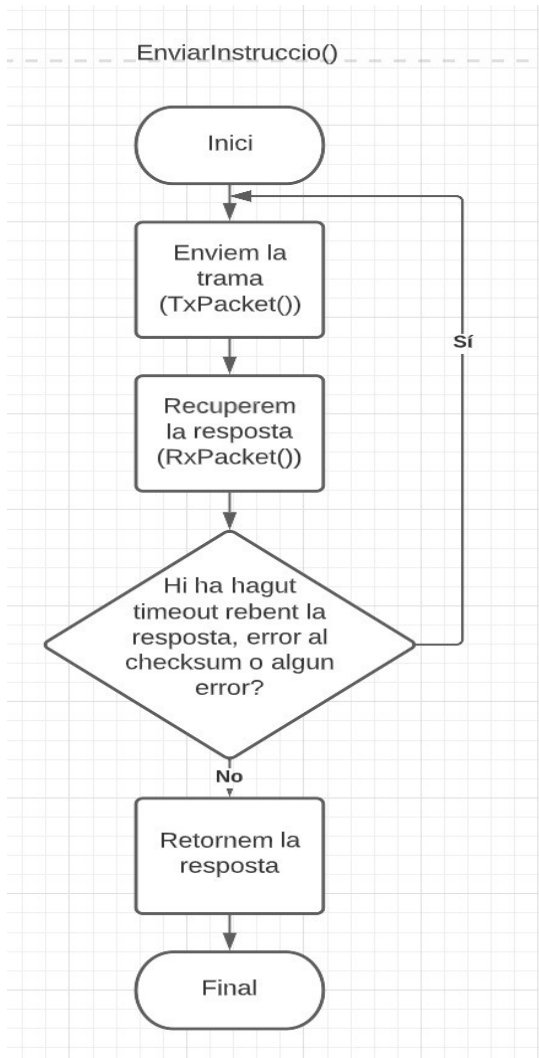 EnviarInstruccio()
Inici
Enviem la
trama
(TxPacket())
Sí
Recuperem
la resposta
(RxPacket())
Hi ha hagut
timeout rebent la
resposta, error al
checksum o algun
error?
No
Retornem la
resposta
Final